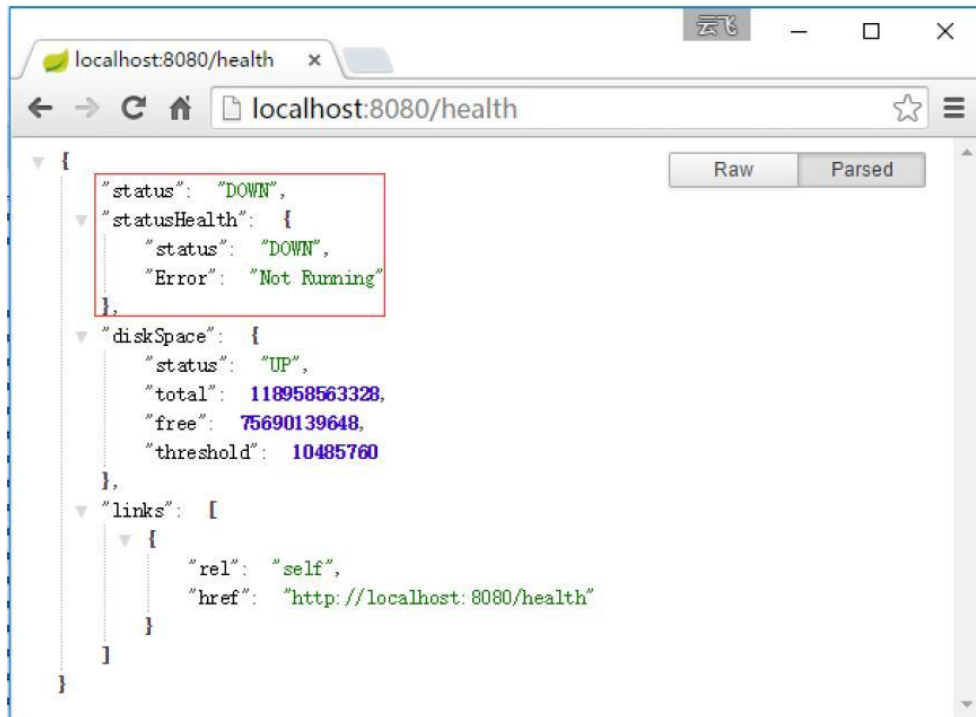 云飞
localhost:8080/health
localhost:8080/health
Raw Parsed
{
"status": "DOWN",
"statusHealth": {
"status": "DOWN",
"Error": "Not Running"
},
"diskSpace": {
"status": "UP",
"total": 118958563328,
"free": 75690139648,
"threshold": 10485760
},
"links": [
{
"rel": "self",
"href": "http://localhost:8080/health"
}
]
}